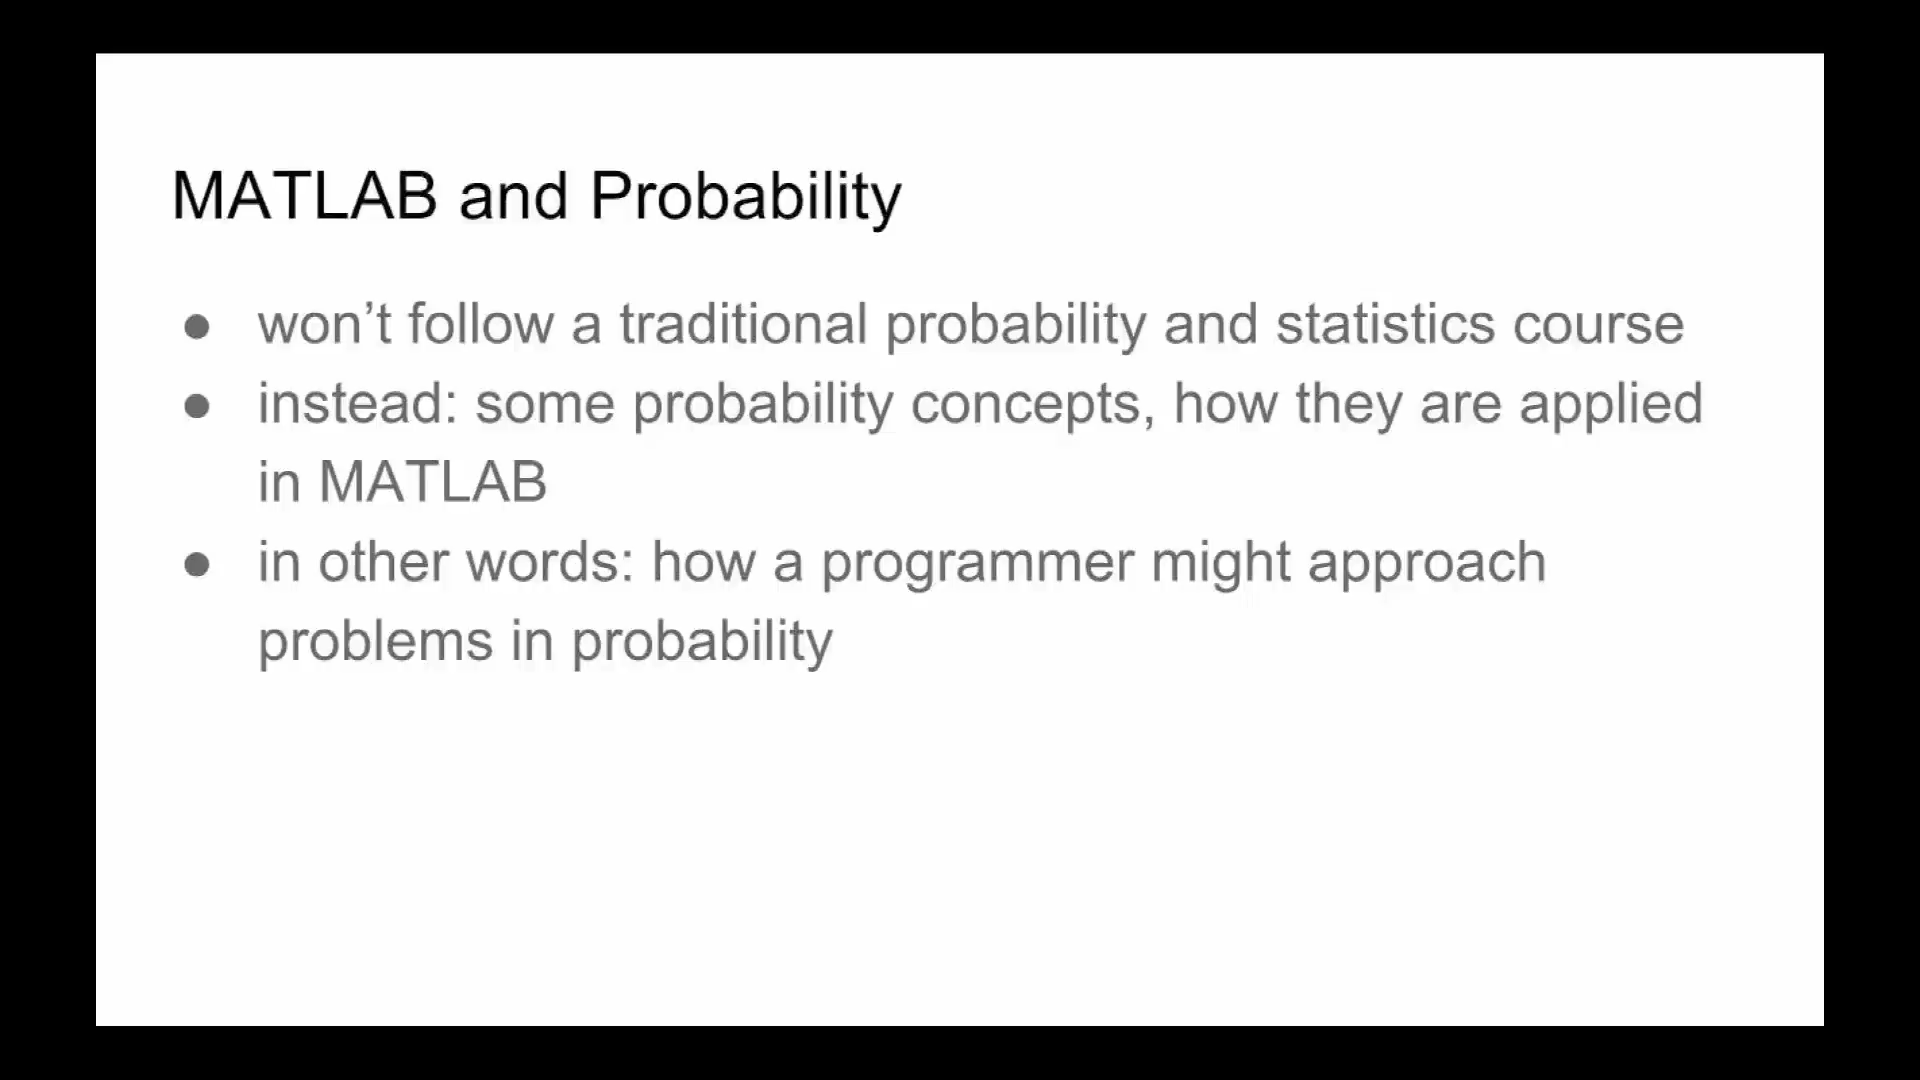 MATLAB and Probability
● won’t follow a traditional probability and statistics course
● instead: some probability concepts, how they are applied
in MATLAB
● in other words: how a programmer might approach
problems in probability